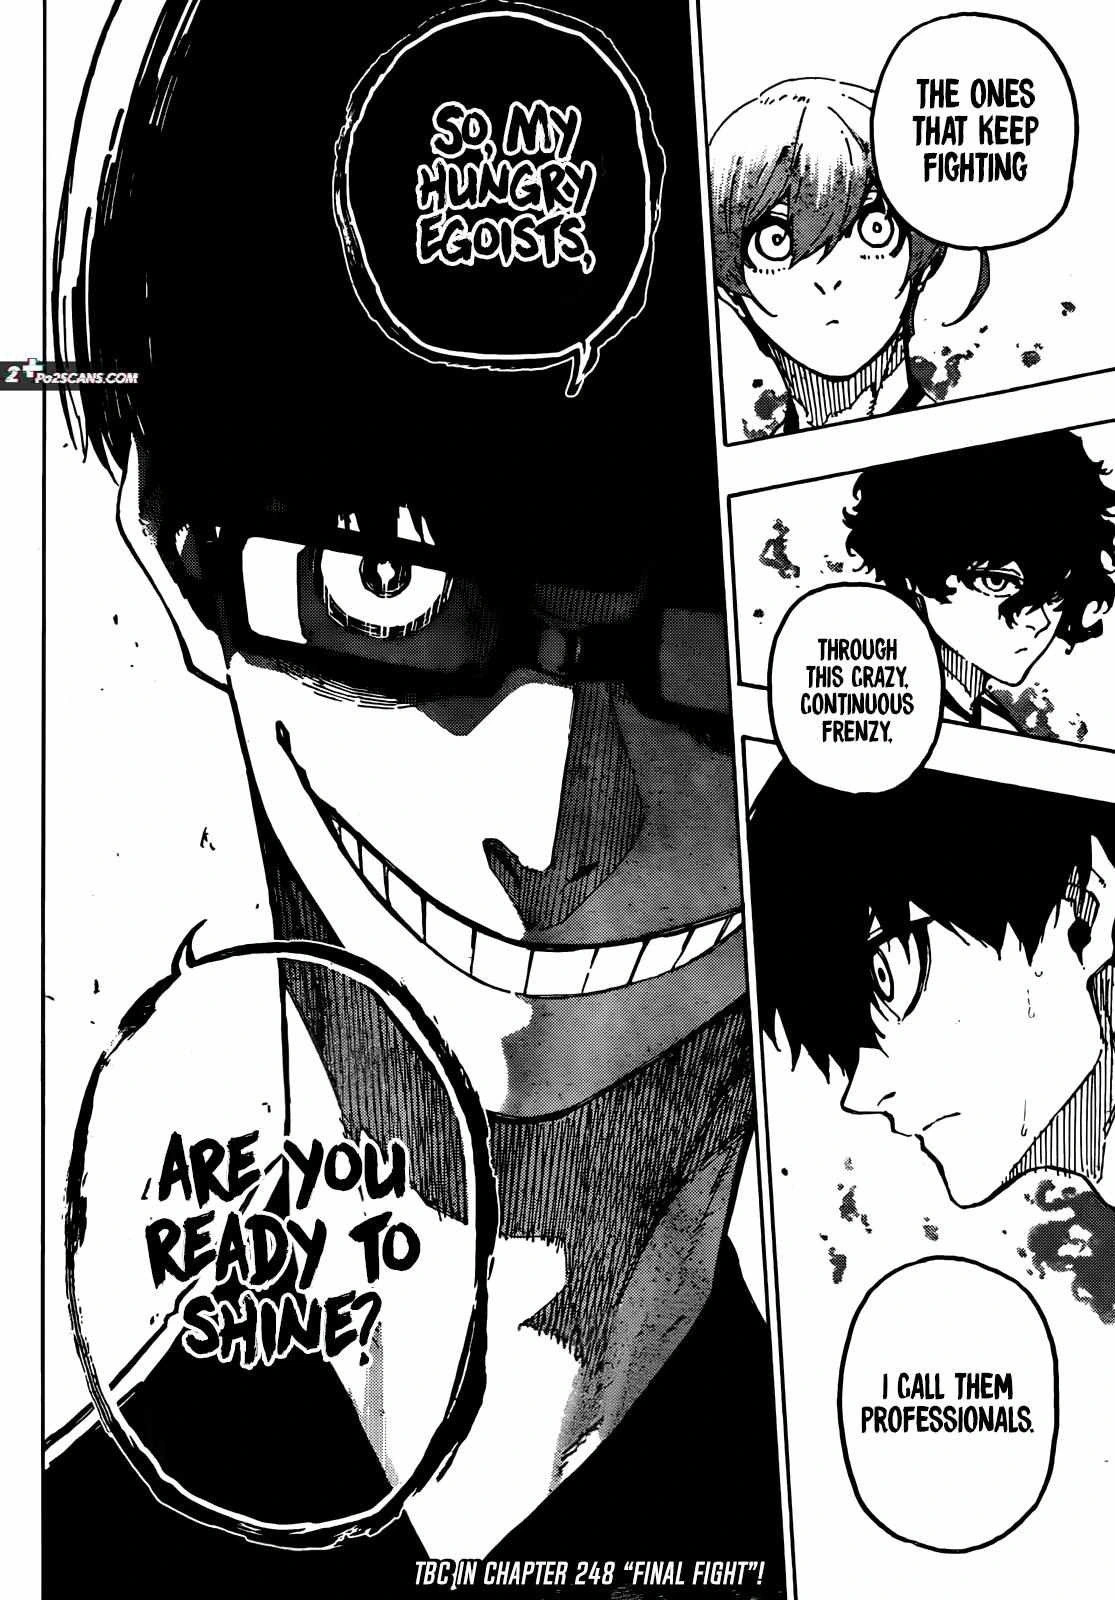 THE ONES
THAT KEEP
FIGHTING
THROUGH
THIS CRAZY,
CONTINUOUS
FRENZY,
I CALL THEM
PROFESSIONALS.
SO, MY
HUNGRY
EGOISTS,
ARE YOU
READY TO
SHINE?
2+ PO2SCANS.COM
TBC IN CHAPTER 248 “FINAL FIGHT”!